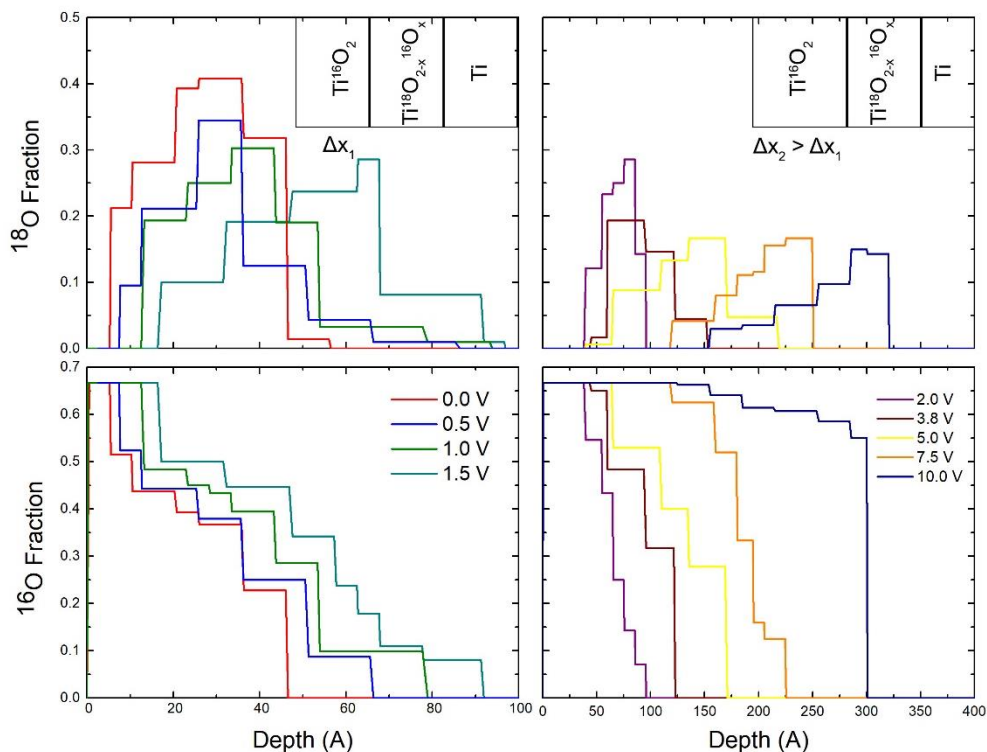 0.5
0.4
0.3
0.2
0.1
0.0
¹⁸O Fraction
Ti¹⁶O₂
Ti¹⁸O₂₋ₓ¹⁶Oₓ
Ti
Δx₁
Ti¹⁶O₂
Ti¹⁸O₂₋ₓ¹⁶Oₓ
Ti
Δx₂ > Δx₁
0.7
0.6
0.5
0.4
0.3
0.2
0.1
0.0
¹⁶O Fraction
0.0 V
0.5 V
1.0 V
1.5 V
2.0 V
3.8 V
5.0 V
7.5 V
10.0 V
0 20 40 60 80 100
Depth (A)
0 50 100 150 200 250 300 350 400
Depth (A)